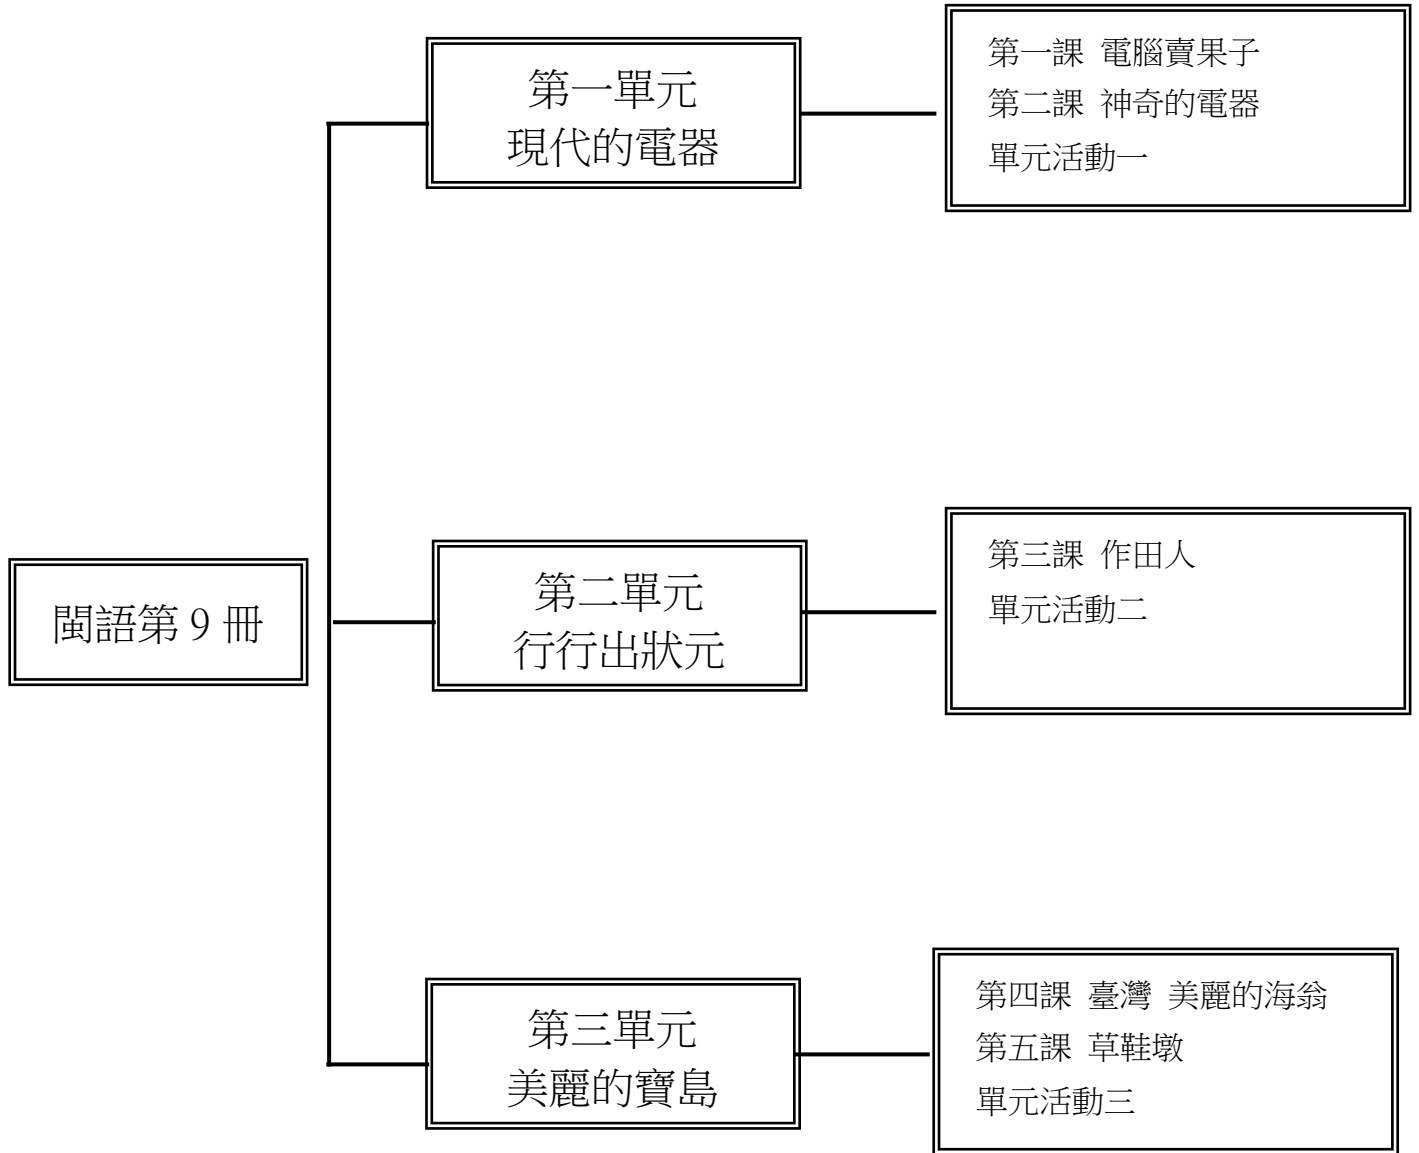 第一單元
現代的電器
第一課 電腦賣果子
第二課 神奇的電器
單元活動一
閩語第 9 冊
第二單元
行行出狀元
第三課 作田人
單元活動二
第三單元
美麗的寶島
第四課 臺灣 美麗的海翁
第五課 草鞋墩
單元活動三